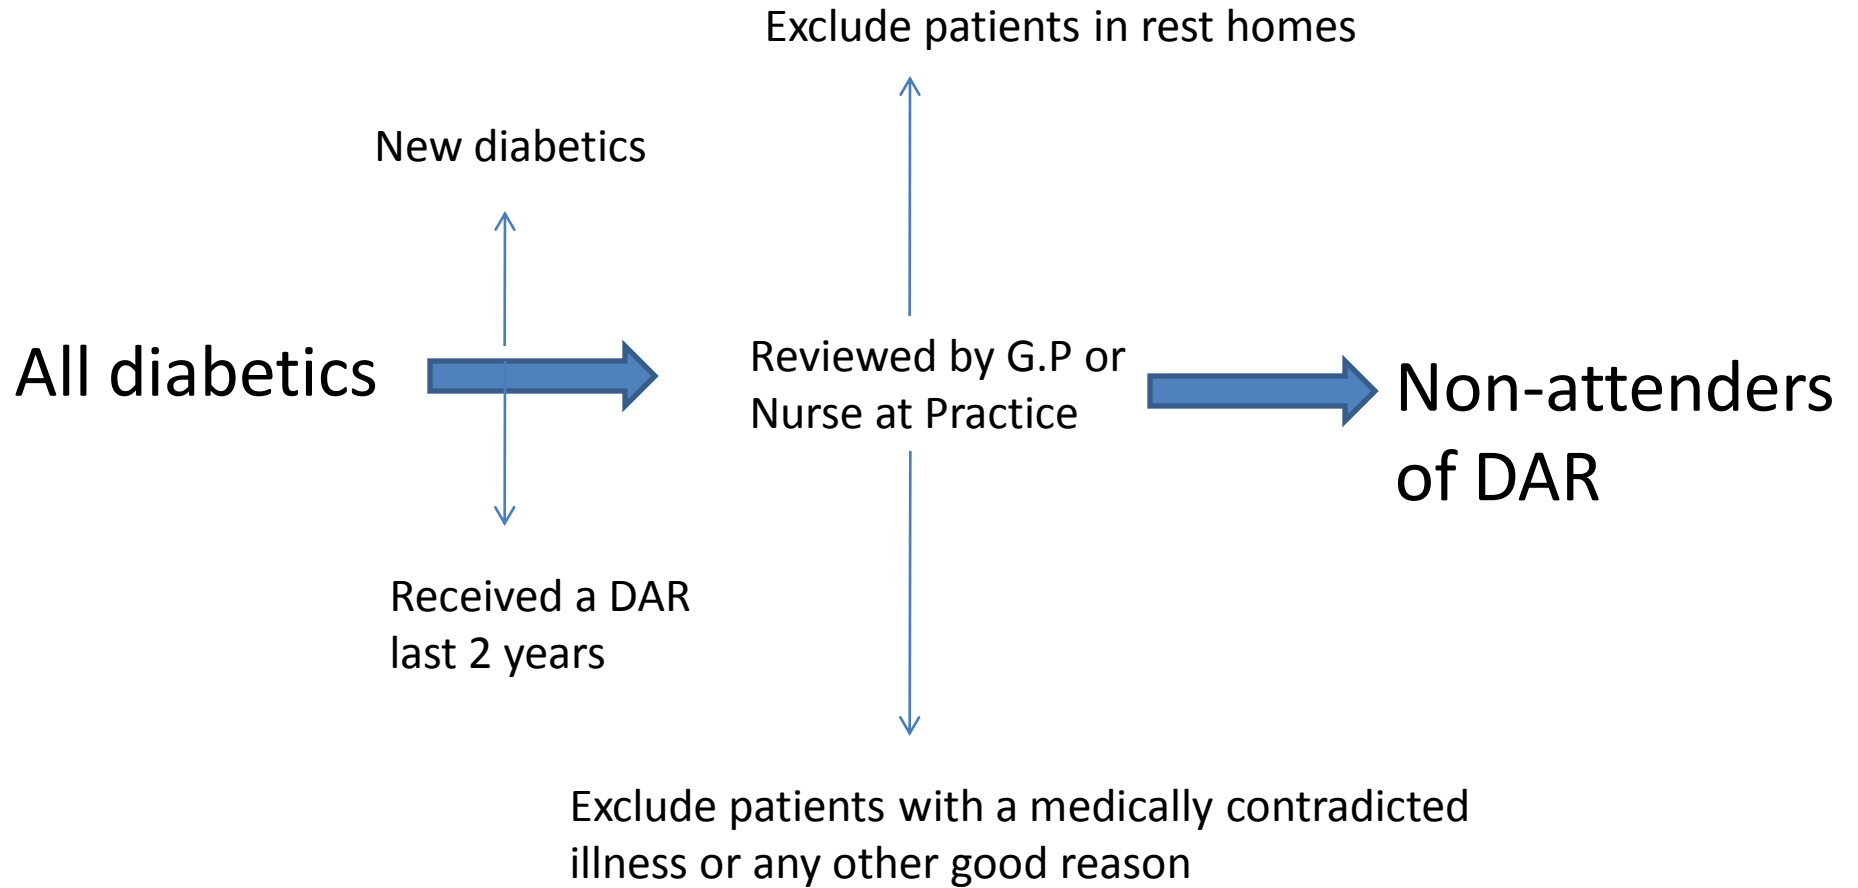 Exclude patients in rest homes
New diabetics
All diabetics
Reviewed by G.P or
Nurse at Practice
Non-attenders
of DAR
Received a DAR
last 2 years
Exclude patients with a medically contradicted
illness or any other good reason